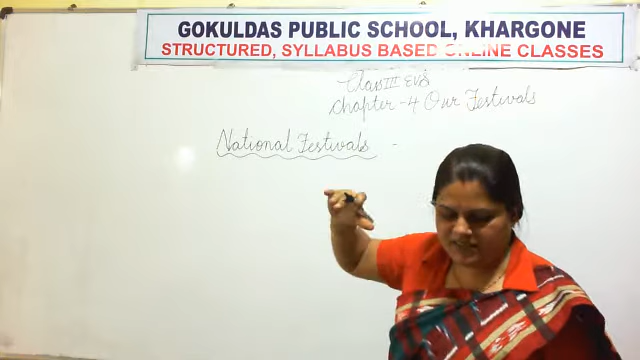 GOKULDAS PUBLIC SCHOOL, KHARGONE
STRUCTURED, SYLLABUS BASED ONLINE CLASSES
Class III EVS
Chapter - 4 Our Festivals
National Festivals -